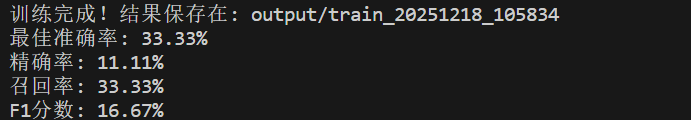 训练完成！结果保存在: output/train_20251218_105834
最佳准确率: 33.33%
精确率: 11.11%
召回率: 33.33%
F1分数: 16.67%